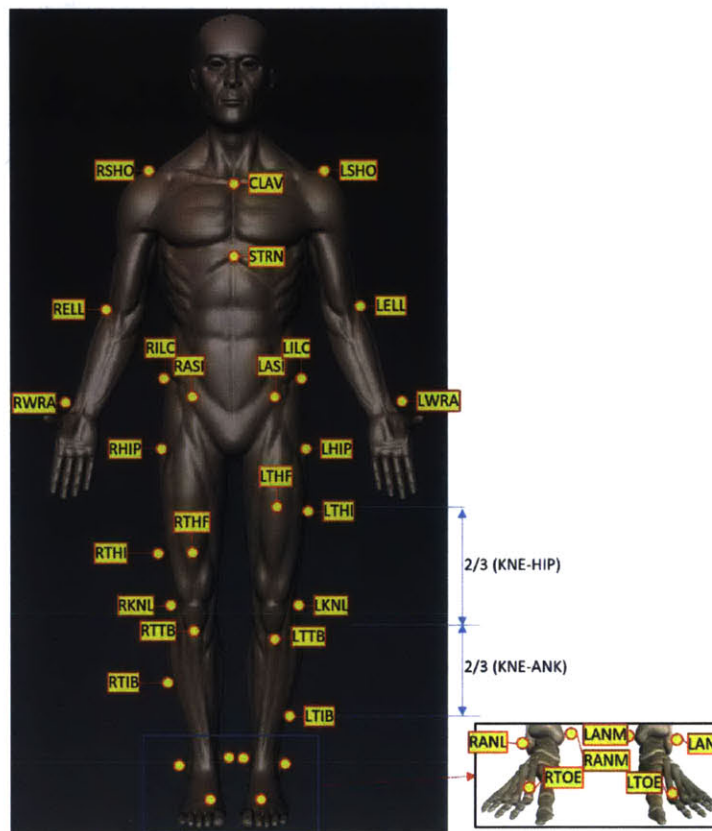 RSHO
LSHO
CLAV
STRN
RELL
LELL
RILC
LILC
RASI
LASI
RWRA
LWRA
RHIP
LHIP
LTHF
LTHI
RTHF
RTHI
2/3 (KNE-HIP)
RKNL
LKNL
RTTB
LTTB
2/3 (KNE-ANK)
RTIB
LTIB
RANL
LANM
LAN
RANM
RTOE
LTOE